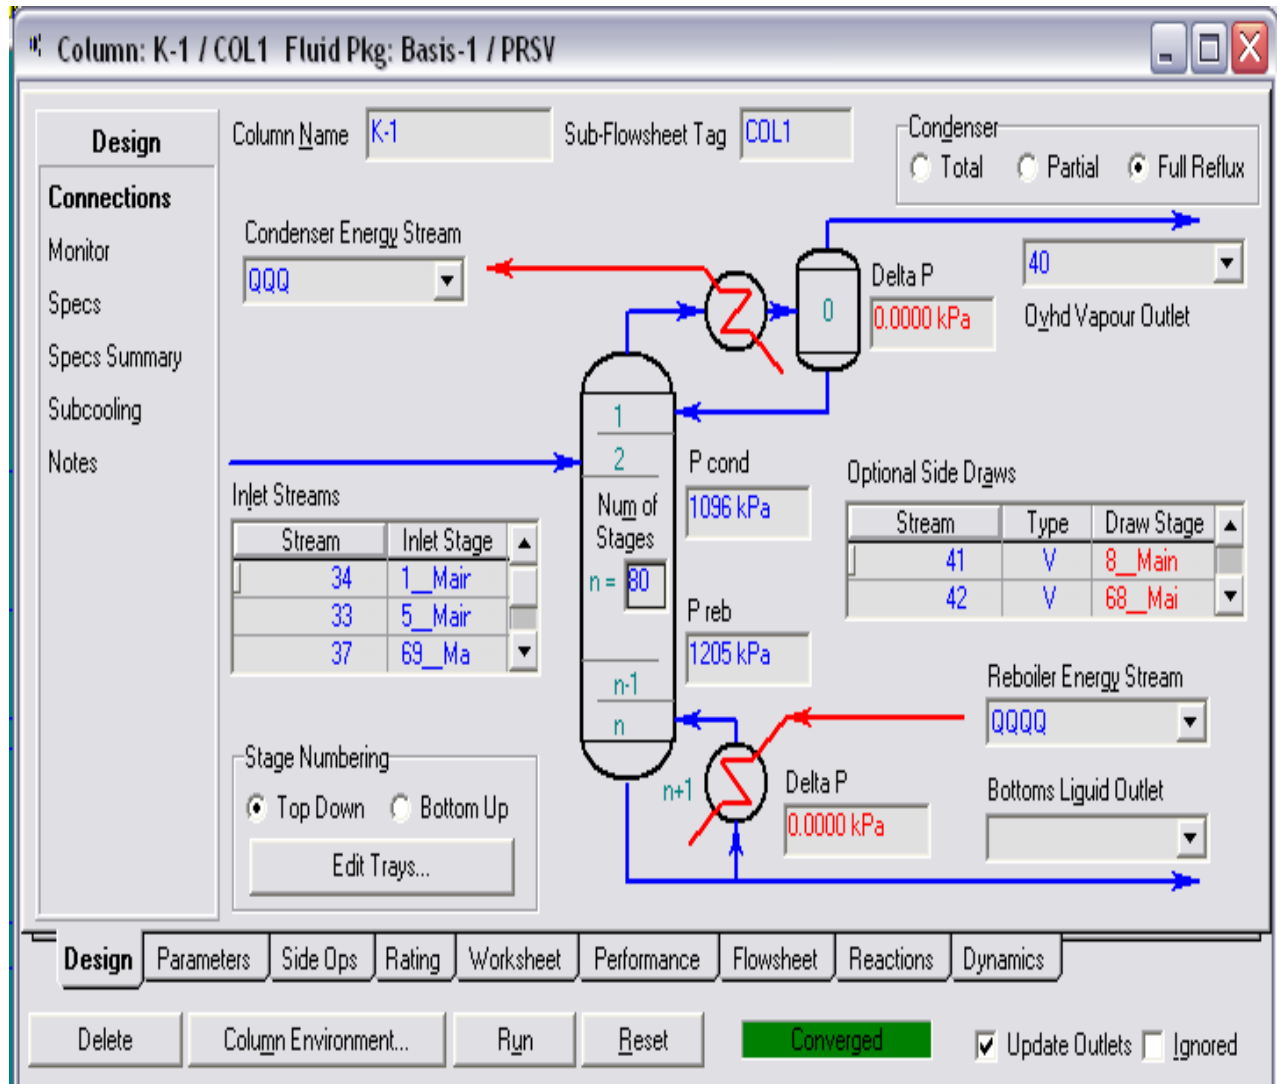 Column: K-1 / COL1 Fluid Pkg: Basis-1 / PRSV
Design
Connections
Monitor
Specs
Specs Summary
Subcooling
Notes
Column Name K-1 Sub-Flowsheet Tag COL1
Condenser
Total Partial Full Reflux
Condenser Energy Stream
QQQ
0
Delta P
0.0000 kPa
40
Ovhd Vapour Outlet
1
2
Num of
Stages
n = 80
n-1
n
n+1
P cond
1096 kPa
P reb
1205 kPa
Inlet Streams
Stream Inlet Stage
34 1__Mair
33 5__Mair
37 69__Ma
Optional Side Draws
Stream Type Draw Stage
41 V 8__Main
42 V 68__Mai
Reboiler Energy Stream
QQQQ
Delta P
0.0000 kPa
Bottoms Liquid Outlet
Stage Numbering
Top Down Bottom Up
Edit Trays...
Design Parameters Side Ops Rating Worksheet Performance Flowsheet Reactions Dynamics
Delete Column Environment... Run Reset Converged Update Outlets Ignored